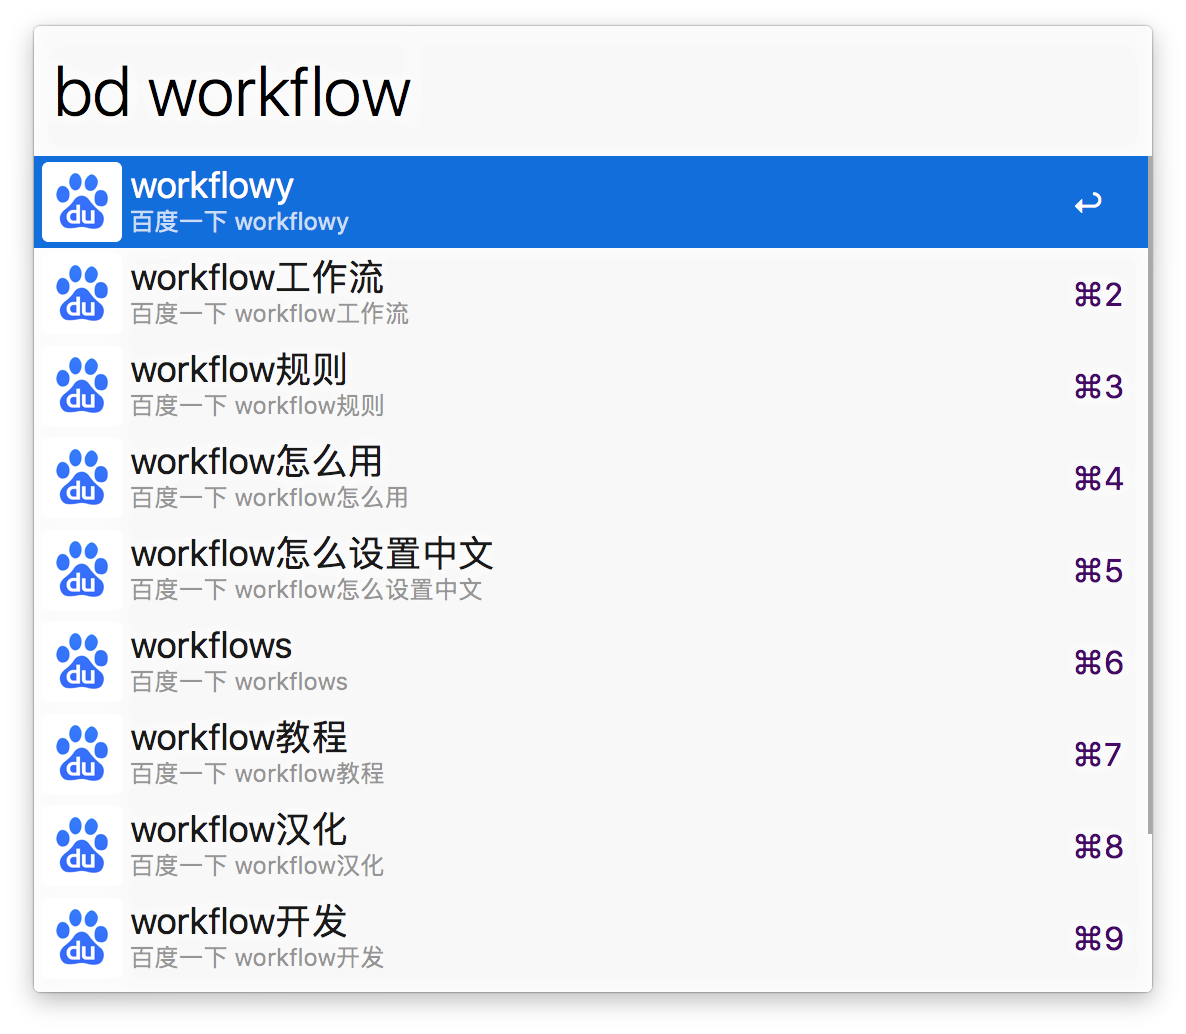 bd workflow
workflowy
百度一下 workflowy
↩
du
workflow工作流
百度一下 workflow工作流
⌘2
du
workflow规则
百度一下 workflow规则
⌘3
du
workflow怎么用
百度一下 workflow怎么用
⌘4
du
workflow怎么设置中文
百度一下 workflow怎么设置中文
⌘5
du
workflows
百度一下 workflows
⌘6
du
workflow教程
百度一下 workflow教程
⌘7
du
workflow汉化
百度一下 workflow汉化
⌘8
du
workflow开发
百度一下 workflow开发
⌘9
du